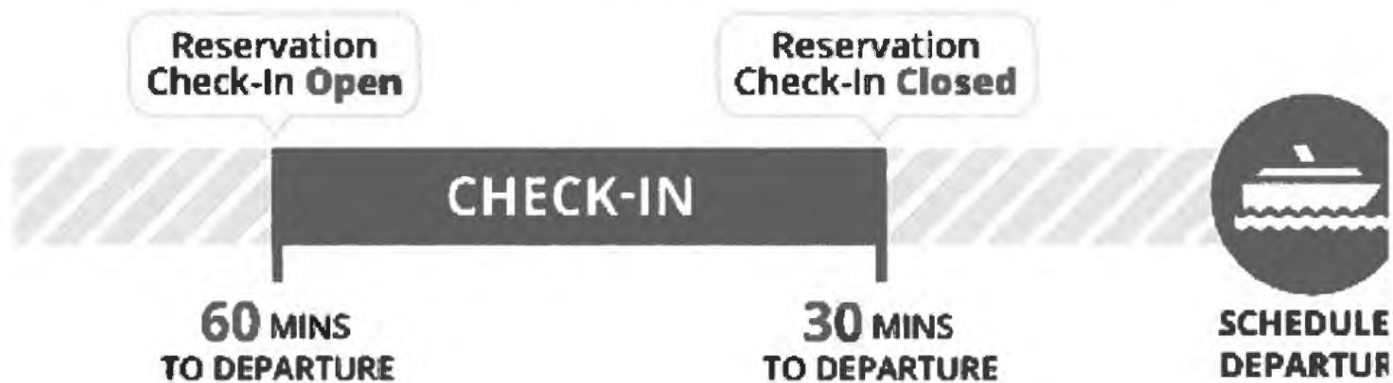 Reservation
Check-In Open
Reservation
Check-In Closed
CHECK-IN
60 MINS
TO DEPARTURE
30 MINS
TO DEPARTURE
SCHEDULE
DEPARTUR